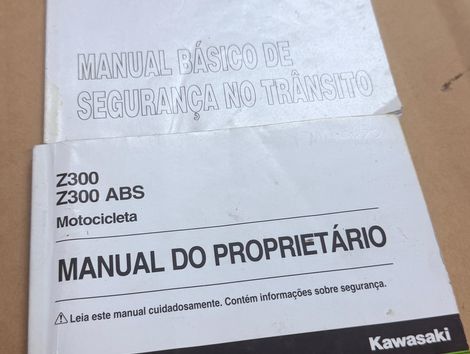 MANUAL BÁSICO DE
SEGURANÇA NO TRÂNSITO
Z300
Z300 ABS
Motocicleta
MANUAL DO PROPRIETÁRIO
Leia este manual cuidadosamente. Contém informações sobre segurança.
Kawasaki